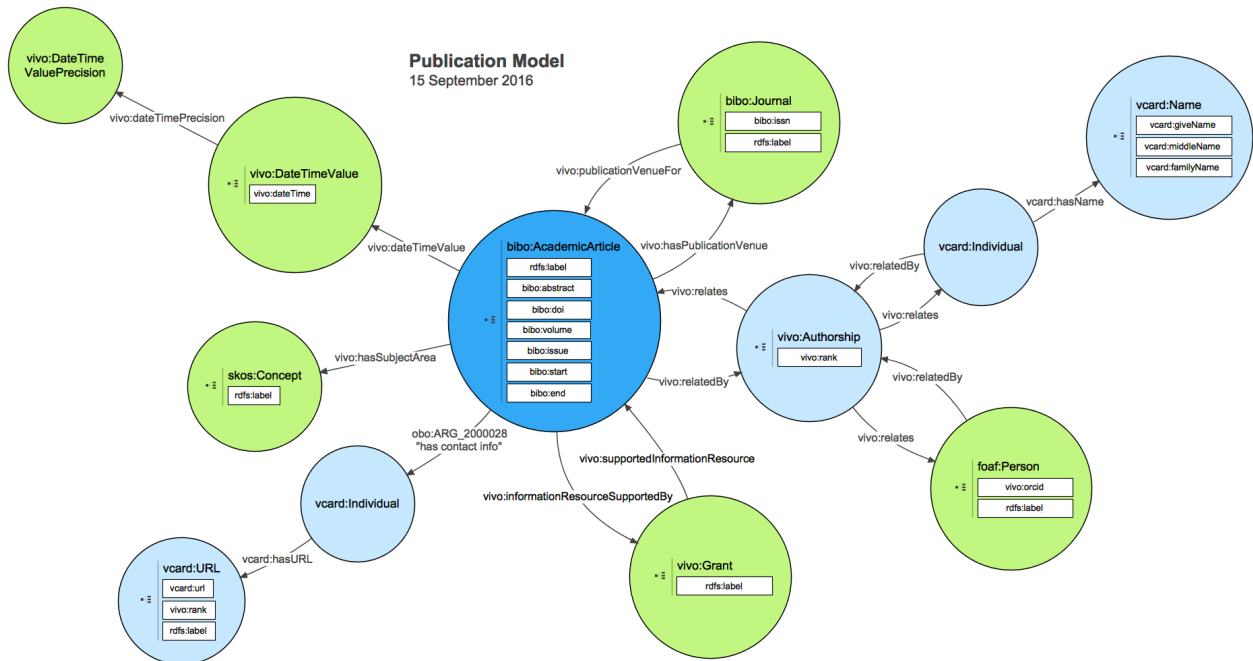 Publication Model
15 September 2016
vivo:DateTime
ValuePrecision
vivo:dateTimePrecision
vivo:DateTimeValue
vivo:dateTime
vivo:dateTimeValue
bibo:Journal
bibo:issn
rdfs:label
vivo:publicationVenueFor
vivo:hasPublicationVenue
vcard:Name
vcard:giveName
vcard:middleName
vcard:familyName
vcard:hasName
vcard:Individual
vivo:relatedBy
vivo:relates
bibo:AcademicArticle
rdfs:label
bibo:abstract
bibo:doi
bibo:volume
bibo:issue
bibo:start
bibo:end
vivo:relates
vivo:relatedBy
vivo:Authorship
vivo:rank
vivo:relatedBy
vivo:relates
foaf:Person
vivo:orcid
rdfs:label
vivo:hasSubjectArea
skos:Concept
rdfs:label
obo:ARG_2000028
"has contact info"
vcard:Individual
vcard:hasURL
vcard:URL
vcard:url
vivo:rank
rdfs:label
vivo:supportedInformationResource
vivo:informationResourceSupportedBy
vivo:Grant
rdfs:label